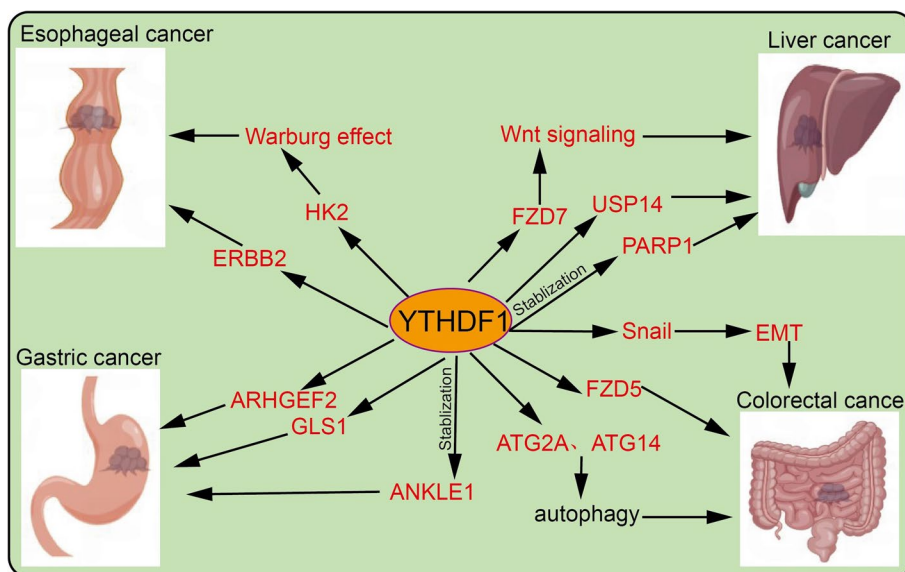 Esophageal cancer
Liver cancer
Warburg effect
Wnt signaling
HK2
FZD7
USP14
ERBB2
PARP1
Stablization
YTHDF1
Snail
EMT
Gastric cancer
ARHGEF2
GLS1
Stablization
FZD5
Colorectal cance
ATG2A、ATG14
ANKLE1
autophagy